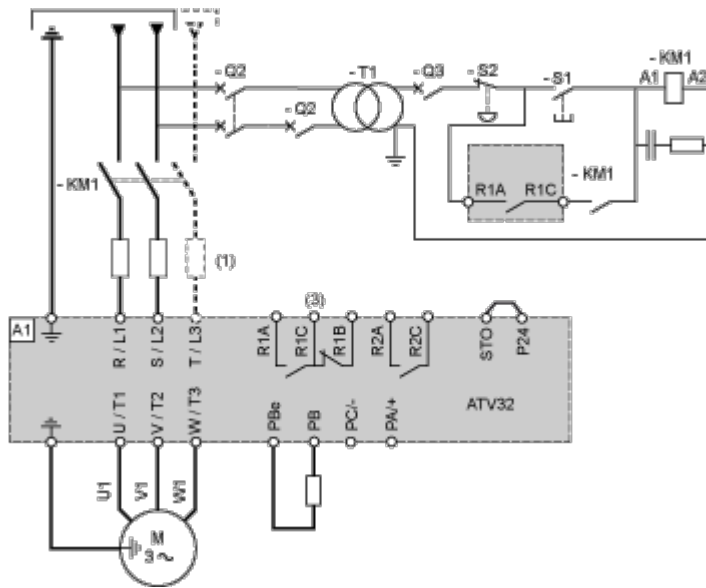 - KM1
- Q2
- T1
- Q3
- S2
- S1
A1
A2
- Q2
- KM1
R1A
R1C
- KM1
(1)
(3)
A1
R / L1
S / L2
T / L3
R1A
R1C
R1B
R2A
R2C
STO
P24
ATV32
U / T1
V / T2
W / T3
PBe
PB
PC/-
PA/+
U1
V1
W1
M
3 ~